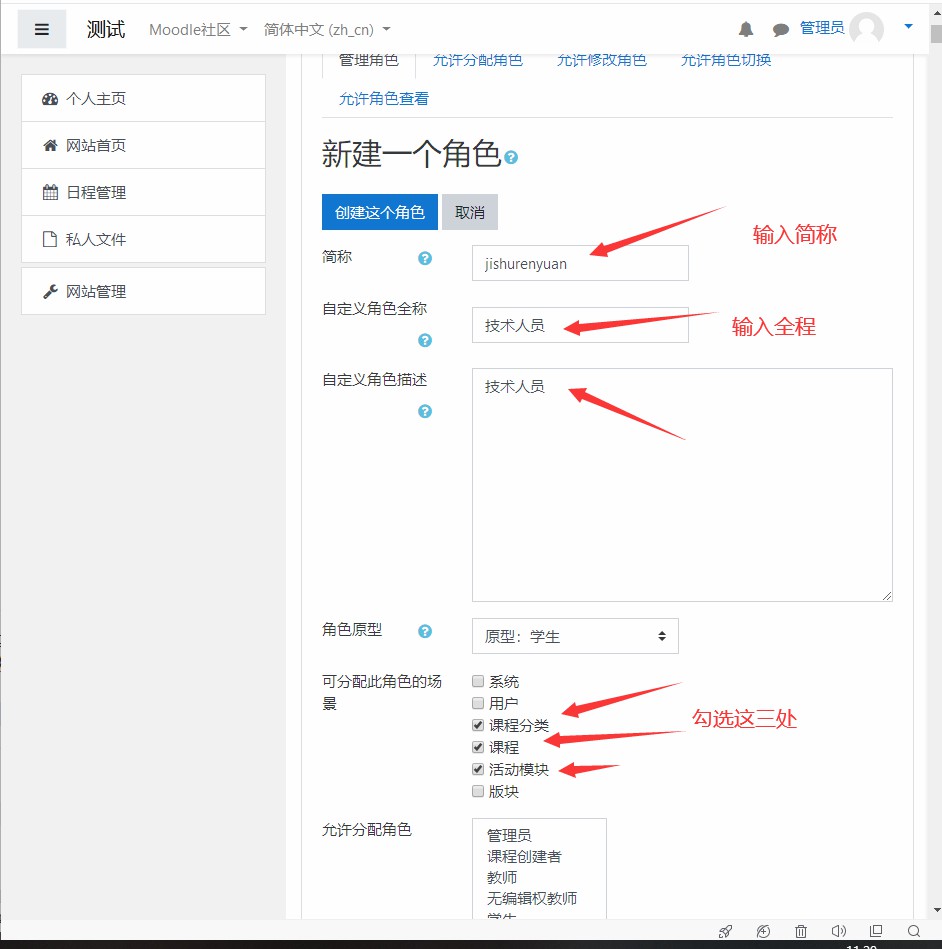 测试 Moodle社区 简体中文 (zh_cn) 管理员
管理角色 允许分配角色 允许修改角色 允许角色切换
允许角色查看
个人主页
网站首页
日程管理
私人文件
网站管理
新建一个角色
创建这个角色 取消
简称 jishurenyuan 输入简称
自定义角色全称 技术人员 输入全程
自定义角色描述 技术人员
角色原型 原型：学生
可分配此角色的场景
系统
用户
课程分类
课程
活动模块
版块
勾选这三处
允许分配角色
管理员
课程创建者
教师
无编辑权教师
学生